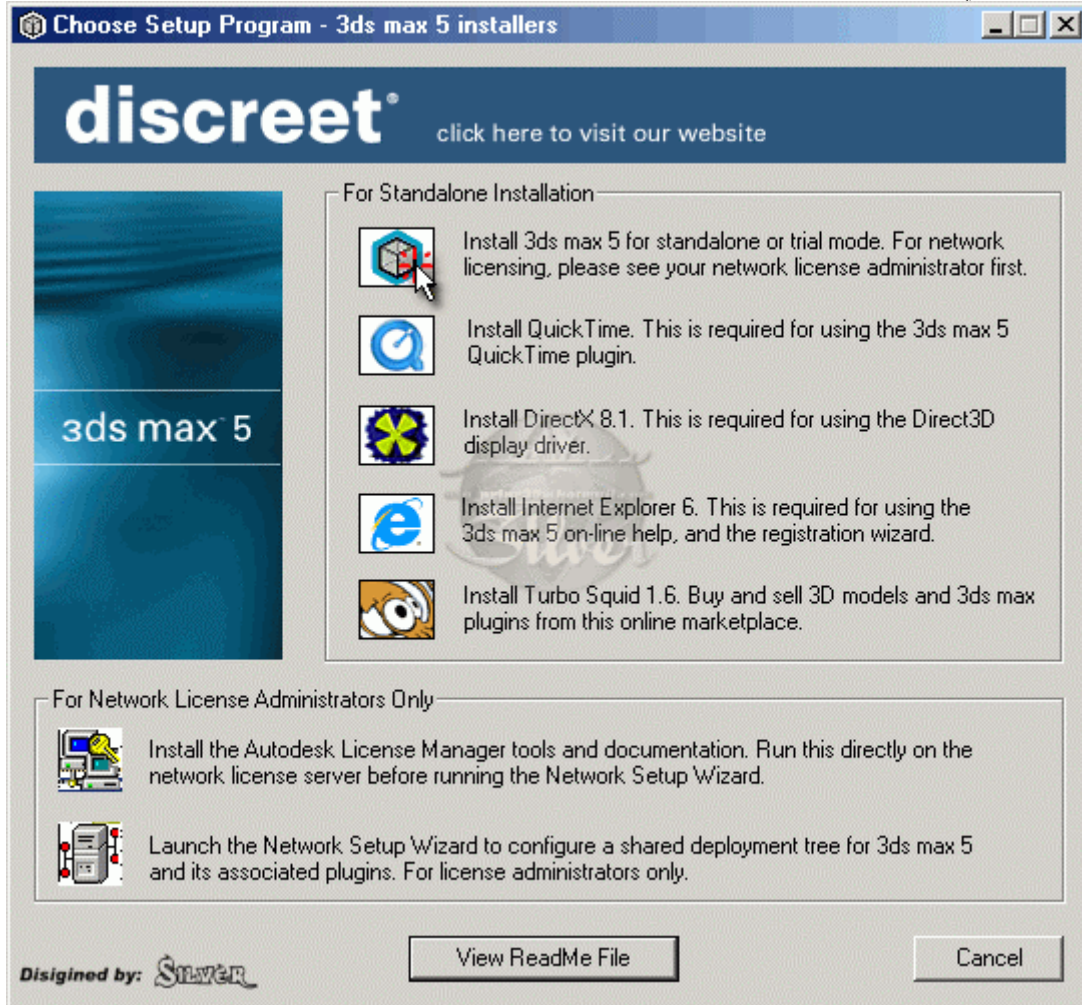 Choose Setup Program - 3ds max 5 installers
discreet®
click here to visit our website
For Standalone Installation
Install 3ds max 5 for standalone or trial mode. For network
licensing, please see your network license administrator first.
Install QuickTime. This is required for using the 3ds max 5
QuickTime plugin.
3ds max™ 5
Install DirectX 8.1. This is required for using the Direct3D
display driver.
Install Internet Explorer 6. This is required for using the
3ds max 5 on-line help, and the registration wizard.
Silver
Install Turbo Squid 1.6. Buy and sell 3D models and 3ds max
plugins from this online marketplace.
For Network License Administrators Only
Install the Autodesk License Manager tools and documentation. Run this directly on the
network license server before running the Network Setup Wizard.
Launch the Network Setup Wizard to configure a shared deployment tree for 3ds max 5
and its associated plugins. For license administrators only.
View ReadMe File
Cancel
Disigined by: SILVER